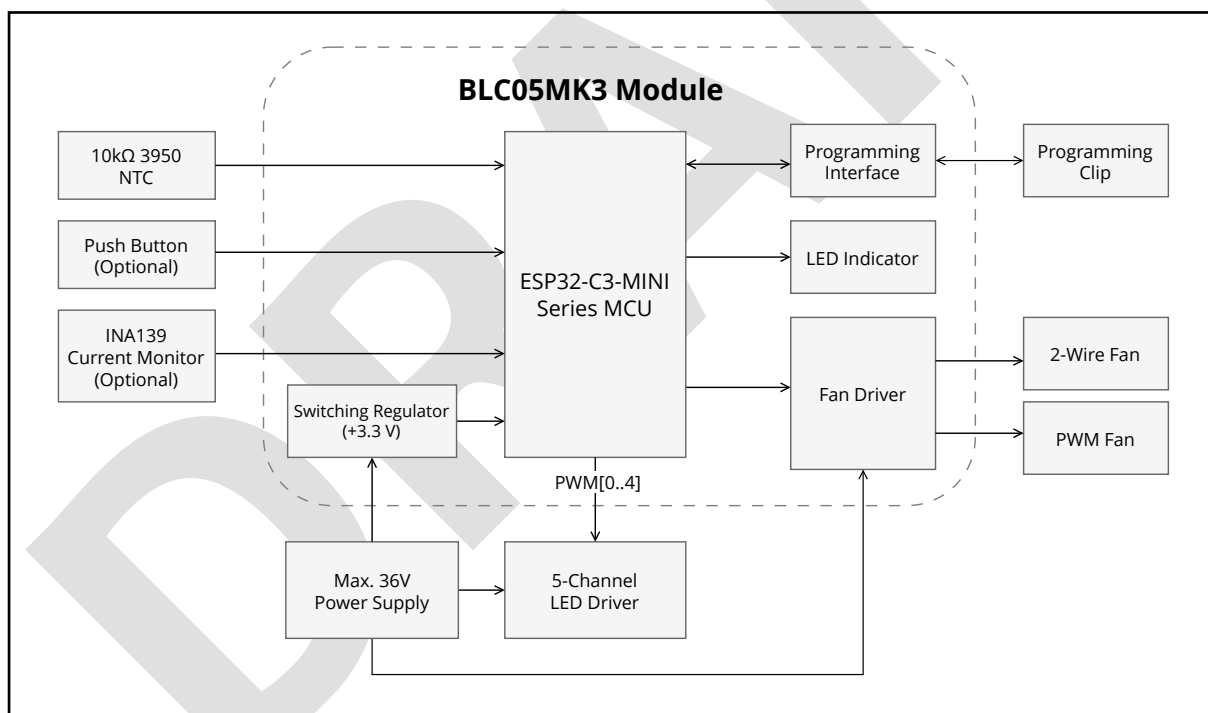 BLC05MK3 Module
10kΩ 3950
NTC
Push Button
(Optional)
INA139
Current Monitor
(Optional)
Switching Regulator
(+3.3 V)
ESP32-C3-MINI
Series MCU
Programming
Interface
Programming
Clip
LED Indicator
Fan Driver
2-Wire Fan
PWM Fan
PWM[0..4]
Max. 36V
Power Supply
5-Channel
LED Driver